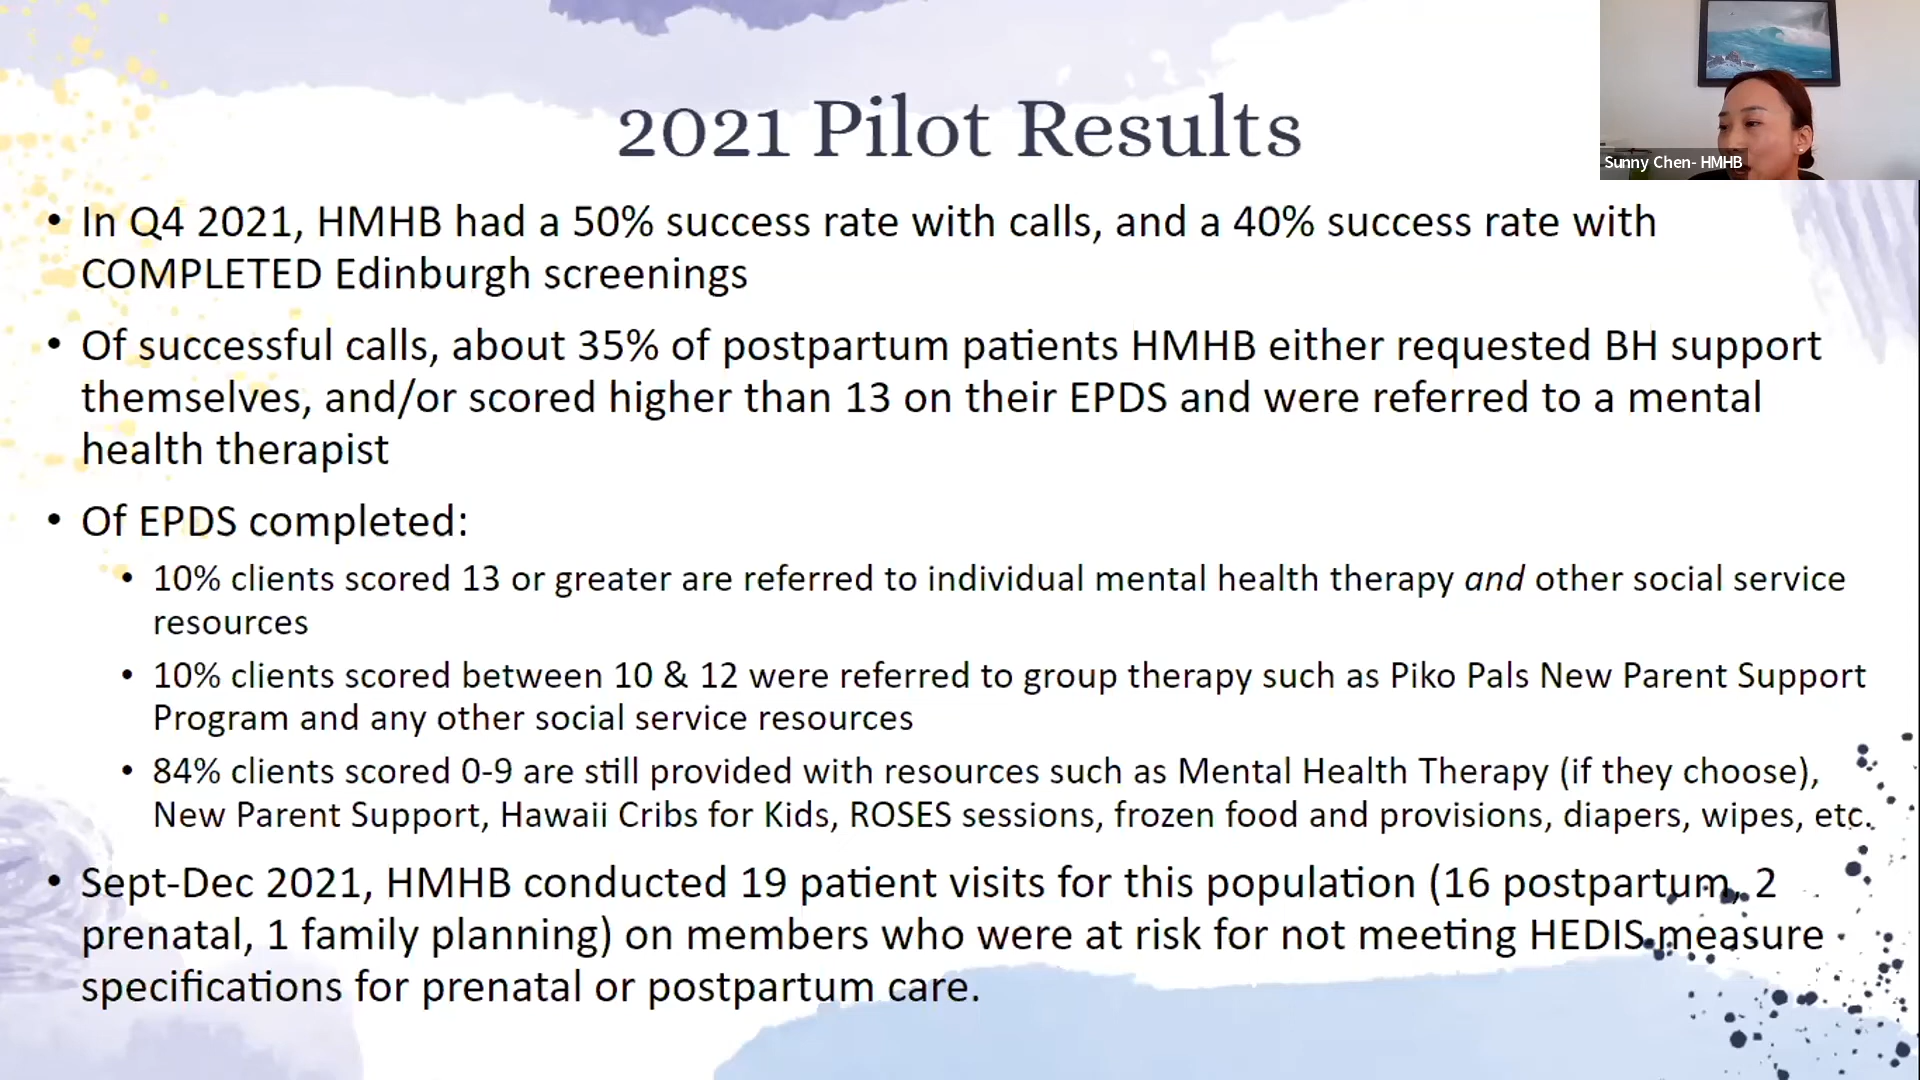 2021 Pilot Results
Sunny Chen- HMHB
• In Q4 2021, HMHB had a 50% success rate with calls, and a 40% success rate with
COMPLETED Edinburgh screenings
• Of successful calls, about 35% of postpartum patients HMHB either requested BH support
themselves, and/or scored higher than 13 on their EPDS and were referred to a mental
health therapist
• Of EPDS completed:
• 10% clients scored 13 or greater are referred to individual mental health therapy and other social service
resources
• 10% clients scored between 10 & 12 were referred to group therapy such as Piko Pals New Parent Support
Program and any other social service resources
• 84% clients scored 0-9 are still provided with resources such as Mental Health Therapy (if they choose),
New Parent Support, Hawaii Cribs for Kids, ROSES sessions, frozen food and provisions, diapers, wipes, etc.
• Sept-Dec 2021, HMHB conducted 19 patient visits for this population (16 postpartum, 2
prenatal, 1 family planning) on members who were at risk for not meeting HEDIS measure
specifications for prenatal or postpartum care.